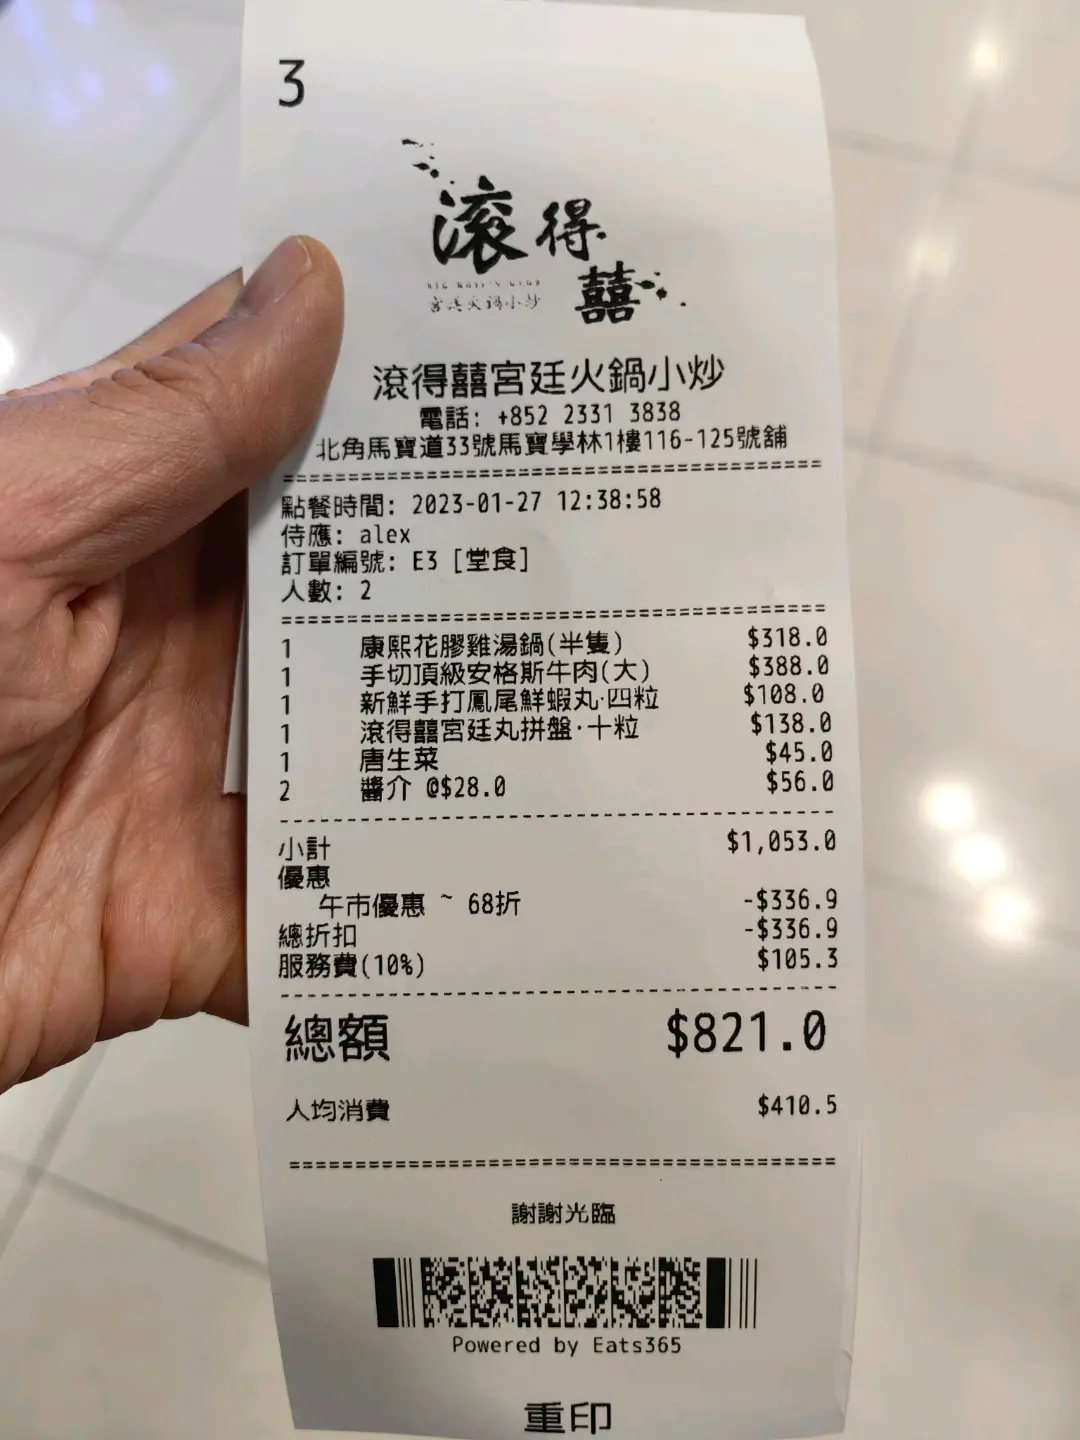 3
滾得囍
宮廷火鍋小炒
滾得囍宮廷火鍋小炒
電話: +852 2331 3838
北角馬寶道33號馬寶學林1樓116-125號舖
點餐時間: 2023-01-27 12:38:58
侍應: alex
訂單編號: E3 [堂食]
人數: 2
1 康熙花膠雞湯鍋(半隻) $318.0
1 手切頂級安格斯牛肉(大) $388.0
1 新鮮手打鳳尾鮮蝦丸·四粒 $108.0
1 滾得囍宮廷丸拼盤·十粒 $138.0
1 唐生菜 $45.0
2 醬介 @$28.0 $56.0
小計 $1,053.0
優惠
午市優惠 ~ 68折 -$336.9
總折扣 -$336.9
服務費(10%) $105.3
總額 $821.0
人均消費 $410.5
謝謝光臨
Powered by Eats365
重印